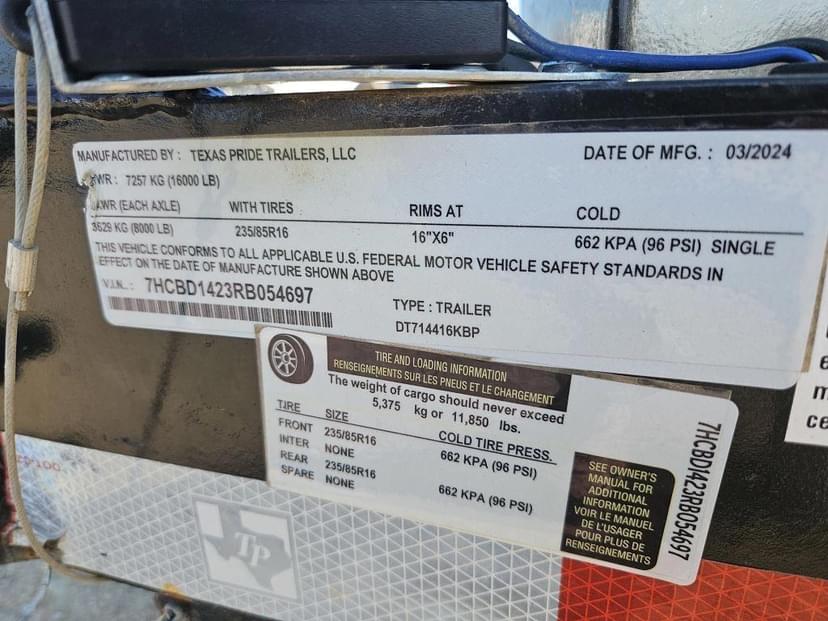 MANUFACTURED BY : TEXAS PRIDE TRAILERS, LLC DATE OF MFG. : 03/2024
WR : 7257 KG (16000 LB)
AWR (EACH AXLE) WITH TIRES RIMS AT COLD
3629 KG (8000 LB) 235/85R16 16"X6" 662 KPA (96 PSI) SINGLE
THIS VEHICLE CONFORMS TO ALL APPLICABLE U.S. FEDERAL MOTOR VEHICLE SAFETY STANDARDS IN
EFFECT ON THE DATE OF MANUFACTURE SHOWN ABOVE
V.I.N.. : 7HCBD1423RB054697
TYPE : TRAILER
DT714416KBP
TIRE AND LOADING INFORMATION
RENSEIGNEMENTS SUR LES PNEUS ET LE CHARGEMENT
The weight of cargo should never exceed
5,375 kg or 11,850 lbs.
TIRE SIZE COLD TIRE PRESS.
FRONT 235/85R16 662 KPA (96 PSI)
INTER NONE
REAR 235/85R16 662 KPA (96 PSI)
SPARE NONE
SEE OWNER'S
MANUAL FOR
ADDITIONAL
INFORMATION
VOIR LE MANUEL
DE L'USAGER
POUR PLUS DE
RENSEIGNEMENTS
7HCBD1423RB054697
TP